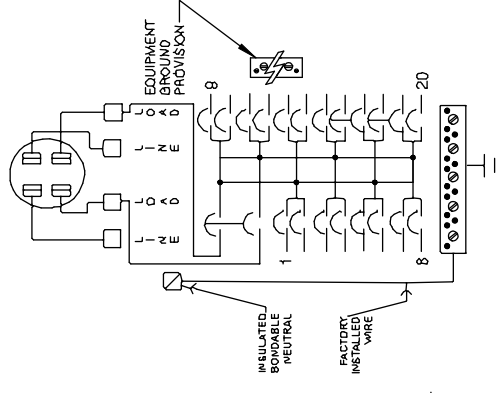 EQUIPMENT
GROUND
PROVISION
LOAD
LINE
LOAD
LINE
9
20
1
8
INSULATED
BONDABLE
NEUTRAL
FACTORY
INSTALLED
WIRE